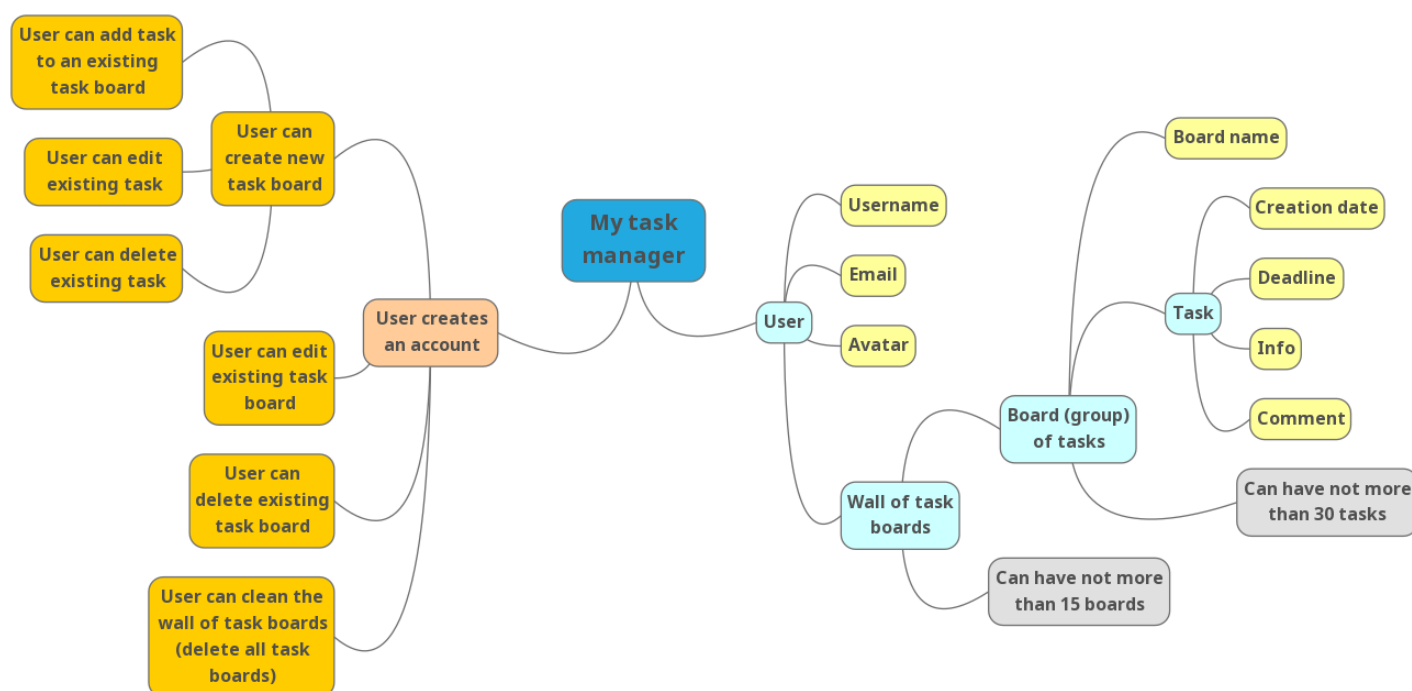 User can add task
to an existing
task board
User can
create new
task board
User can edit
existing task
User can delete
existing task
User creates
an account
User can edit
existing task
board
User can
delete existing
task board
User can clean the
wall of task boards
(delete all task
boards)
My task
manager
User
Username
Email
Avatar
Wall of task
boards
Can have not more
than 15 boards
Board (group)
of tasks
Board name
Task
Creation date
Deadline
Info
Comment
Can have not more
than 30 tasks